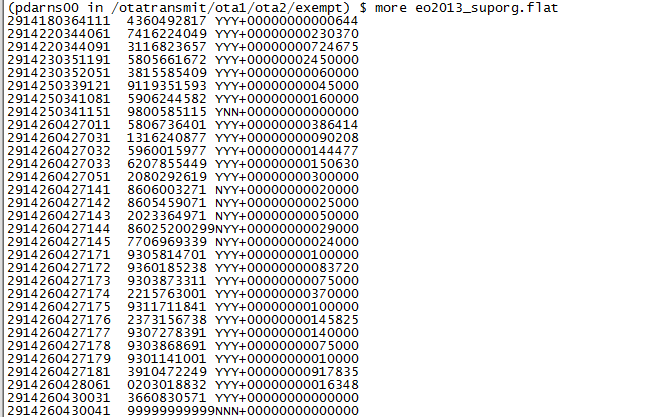 (pdarns00 in /otatransmit/ota1/ota2/exempt) $ more eo2013_suporg.flat
2914180364111  4360492817 YYY+00000000000644
2914220344061  7416224049 YYY+00000000230370
2914220344091  3116823657 YYY+00000000724675
2914230351191  5805661672 YYY+00000002450000
2914230352051  3815585409 YYY+00000000060000
2914250339121  9119351593 YYY+00000000045000
2914250341081  5906244582 YYY+00000000160000
2914250341151  9800585115 YNN+00000000000000
2914260427011  5806736401 YYY+00000000386414
2914260427031  1316240877 YYY+00000000090208
2914260427032  5960015977 YYY+00000000144477
2914260427033  6207855449 YYY+00000000150630
2914260427051  2080292619 YYY+00000000300000
2914260427141  8606003271 NYY+00000000020000
2914260427142  8605459071 NYY+00000000025000
2914260427143  2023364971 NYY+00000000050000
2914260427144  86025200299NYY+00000000029000
2914260427145  7706969339 NYY+00000000024000
2914260427171  9305814701 YYY+00000000100000
2914260427172  9360185238 YYY+00000000083720
2914260427173  9303873311 YYY+00000000075000
2914260427174  2215763001 YYY+00000000370000
2914260427175  9311711841 YYY+00000000100000
2914260427176  2373156738 YYY+00000000145825
2914260427177  9307278391 YYY+00000000140000
2914260427178  9303868691 YYY+00000000075000
2914260427179  9301141001 YYY+00000000010000
2914260427181  3910472249 YYY+00000000917835
2914260428061  0203018832 YYY+00000000016348
2914260430031  3660830571 YYY+00000000000000
2914260430041  99999999999NNN+00000000000000